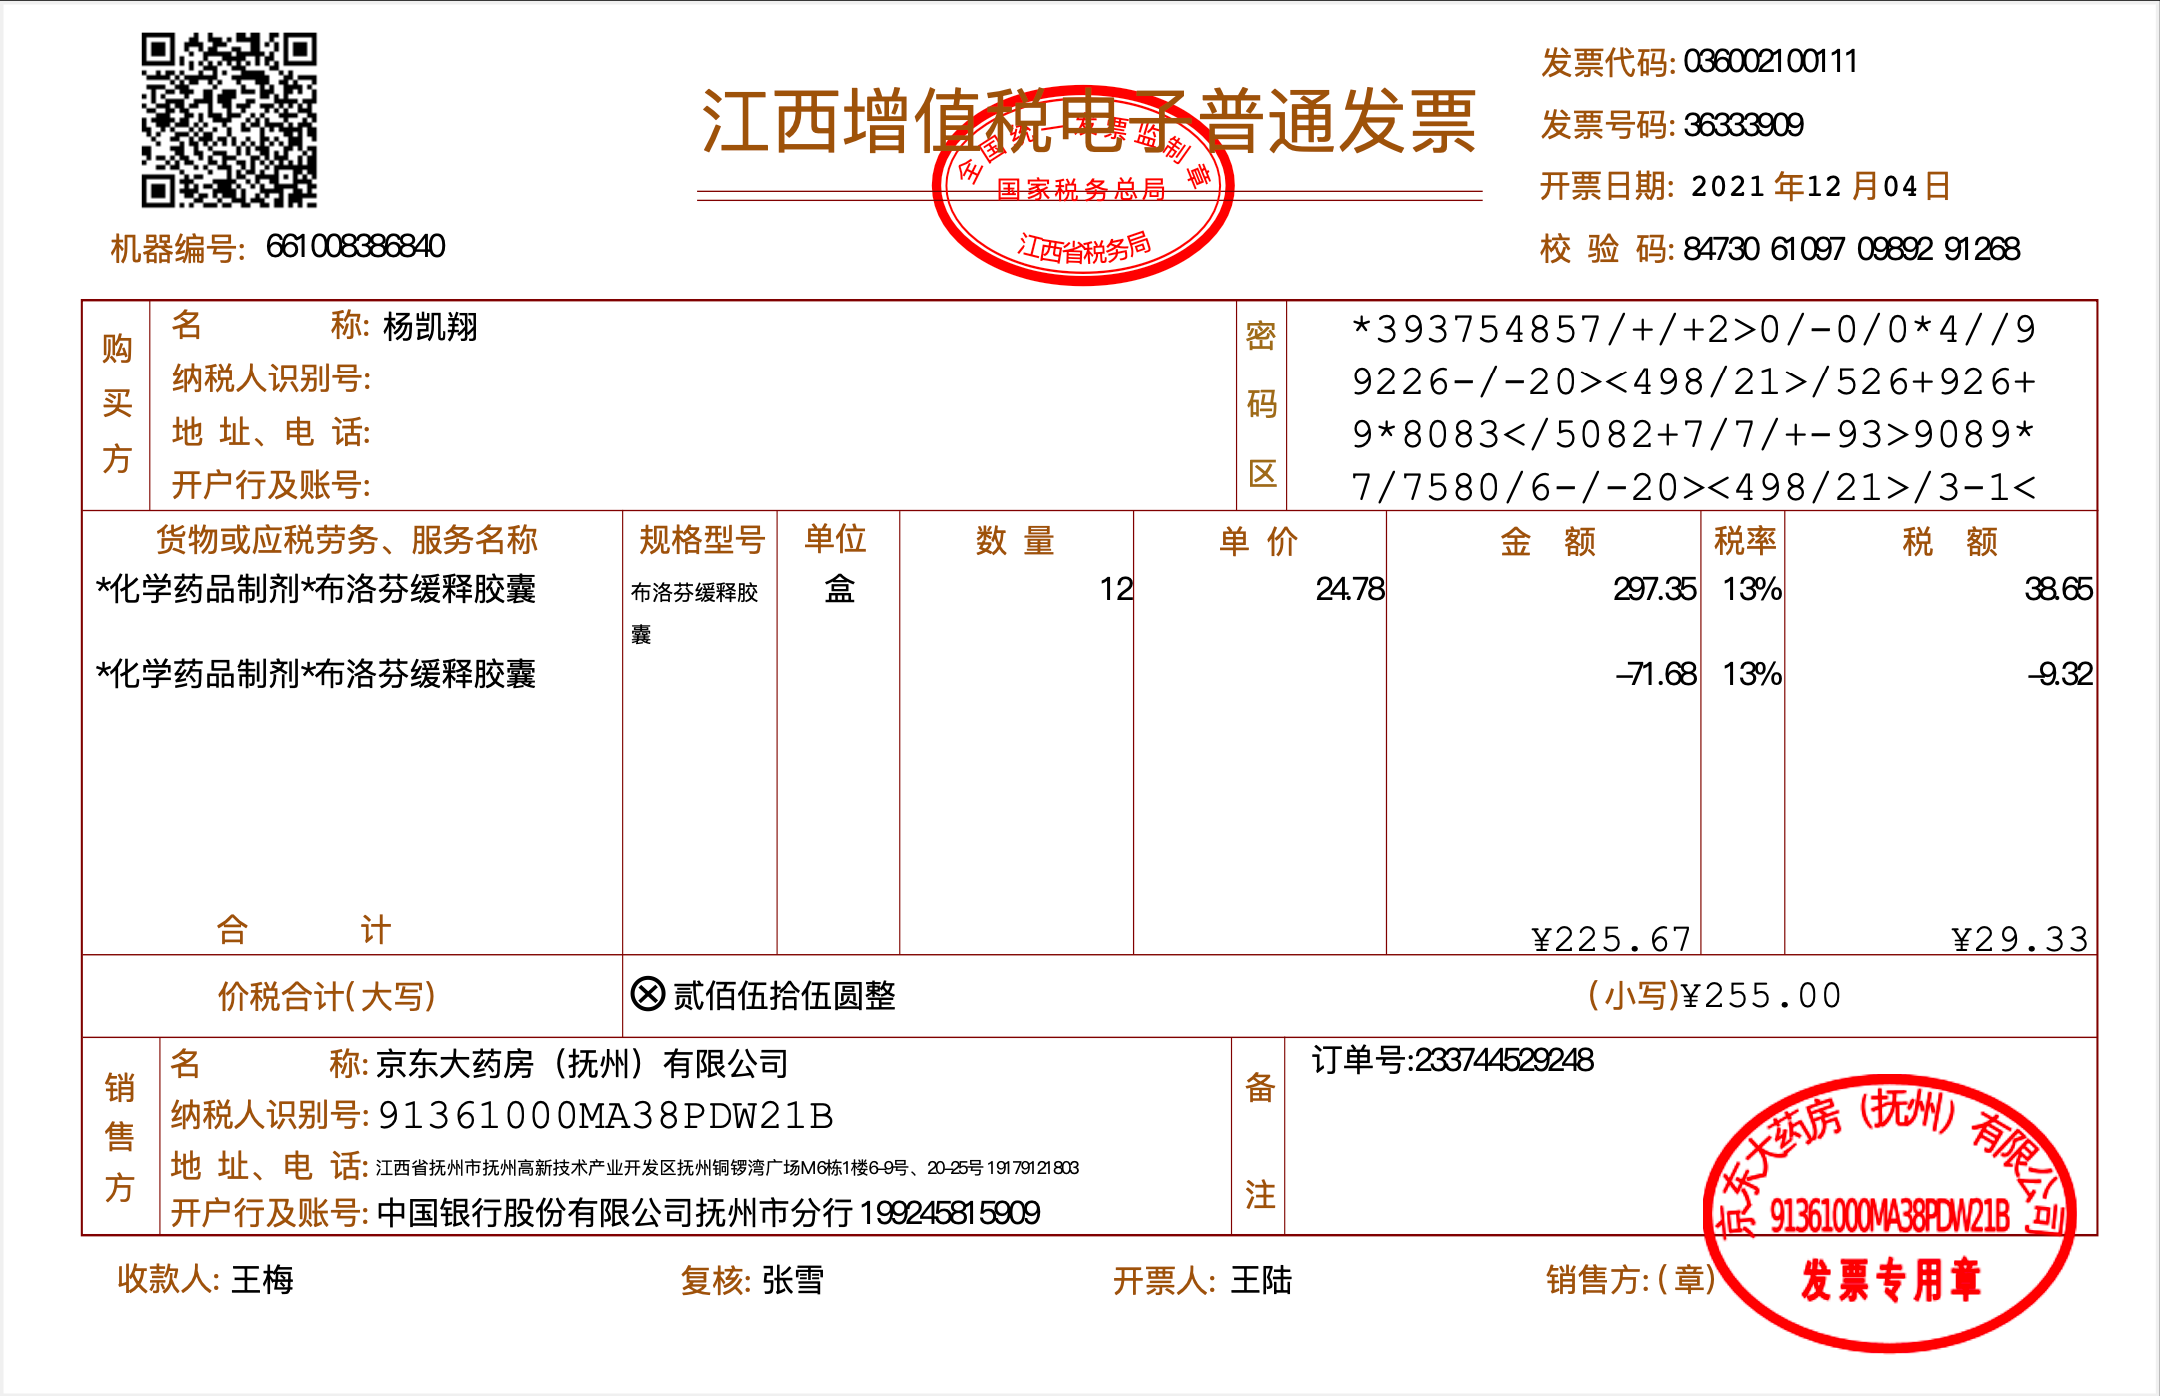 江西增值税电子普通发票
全国统一发票监制章
国家税务总局
江西省税务局
发票代码: 036002100111
发票号码: 36333909
开票日期: 2021 年12 月04日
校 验 码: 84730 61097 09892 91268
机器编号: 661008386840
购买方
名 称: 杨凯翔
纳税人识别号:
地 址、电 话:
开户行及账号:
密码区
*393754857/+/+2>0/-0/0*4//9
9226-/-20><498/21>/526+926+
9*8083</5082+7/7/+-93>9089*
7/7580/6-/-20><498/21>/3-1<
货物或应税劳务、服务名称 规格型号 单位 数 量 单 价 金 额 税率 税 额
*化学药品制剂*布洛芬缓释胶囊 布洛芬缓释胶 盒 12 24.78 297.35 13% 38.65
囊
*化学药品制剂*布洛芬缓释胶囊 -71.68 13% -9.32
合 计 ¥225.67 ¥29.33
价税合计(大写) ⊗贰佰伍拾伍圆整 (小写)¥255.00
销售方
名 称: 京东大药房（抚州）有限公司
纳税人识别号: 91361000MA38PDW21B
地 址、电 话: 江西省抚州市抚州高新技术产业开发区抚州铜锣湾广场M6栋1楼6-9号、20-25号 19179121803
开户行及账号: 中国银行股份有限公司抚州市分行 199245815909
备注
订单号:233744529248
京东大药房（抚州）有限公司
91361000MA38PDW21B
发票专用章
收款人: 王梅 复核: 张雪 开票人: 王陆 销售方: (章)